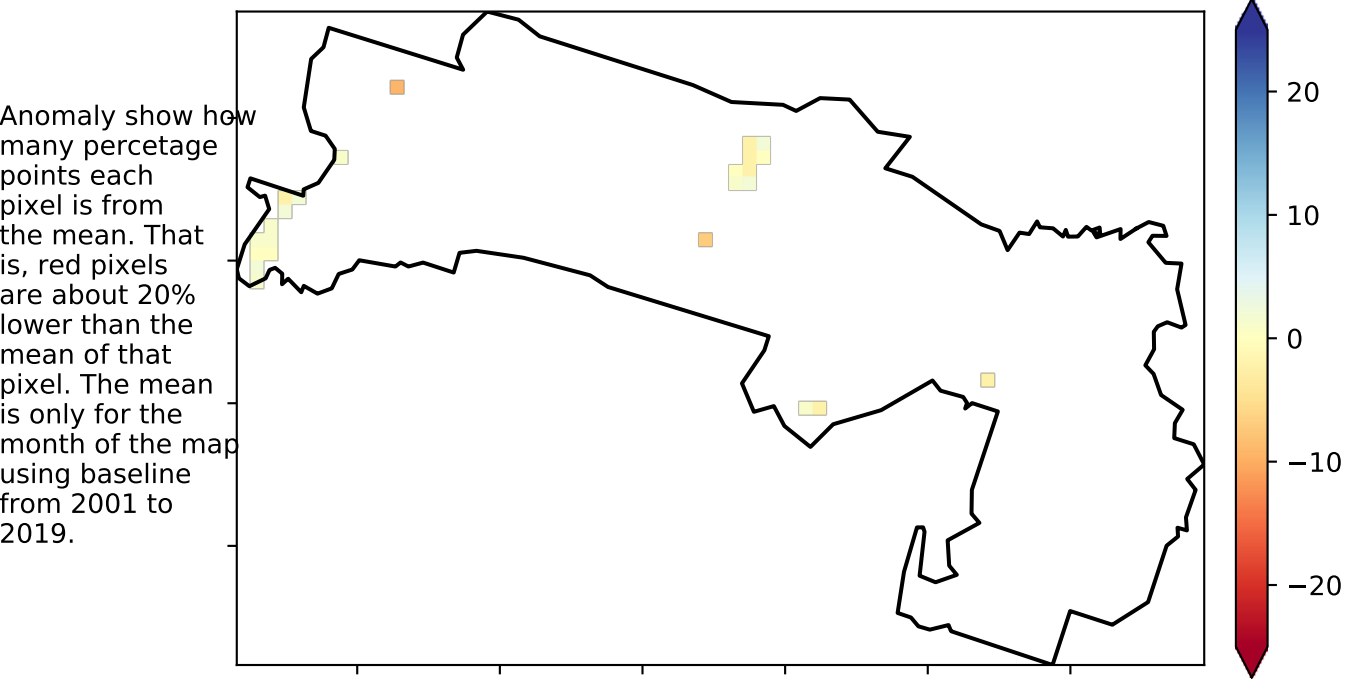 Anomaly show how
many percetage
points each
pixel is from
the mean. That
is, red pixels
are about 20%
lower than the
mean of that
pixel. The mean
is only for the
month of the map
using baseline
from 2001 to
2019.
20
10
0
−10
−20